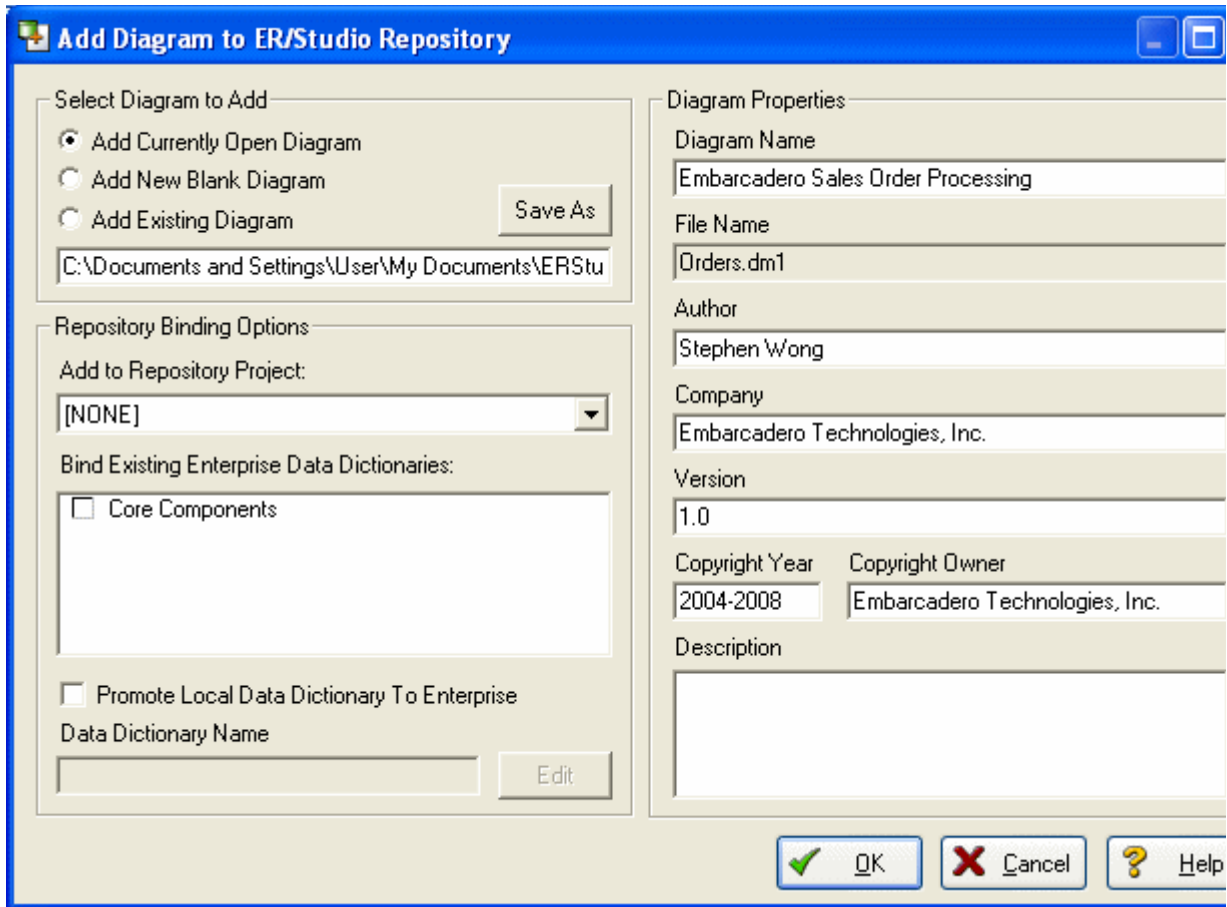 Add Diagram to ER/Studio Repository
Select Diagram to Add
Add Currently Open Diagram
Add New Blank Diagram
Add Existing Diagram
Save As
C:\Documents and Settings\User\My Documents\ERStu
Repository Binding Options
Add to Repository Project:
[NONE]
Bind Existing Enterprise Data Dictionaries:
Core Components
Promote Local Data Dictionary To Enterprise
Data Dictionary Name
Edit
Diagram Properties
Diagram Name
Embarcadero Sales Order Processing
File Name
Orders.dm1
Author
Stephen Wong
Company
Embarcadero Technologies, Inc.
Version
1.0
Copyright Year Copyright Owner
2004-2008 Embarcadero Technologies, Inc.
Description
OK Cancel Help